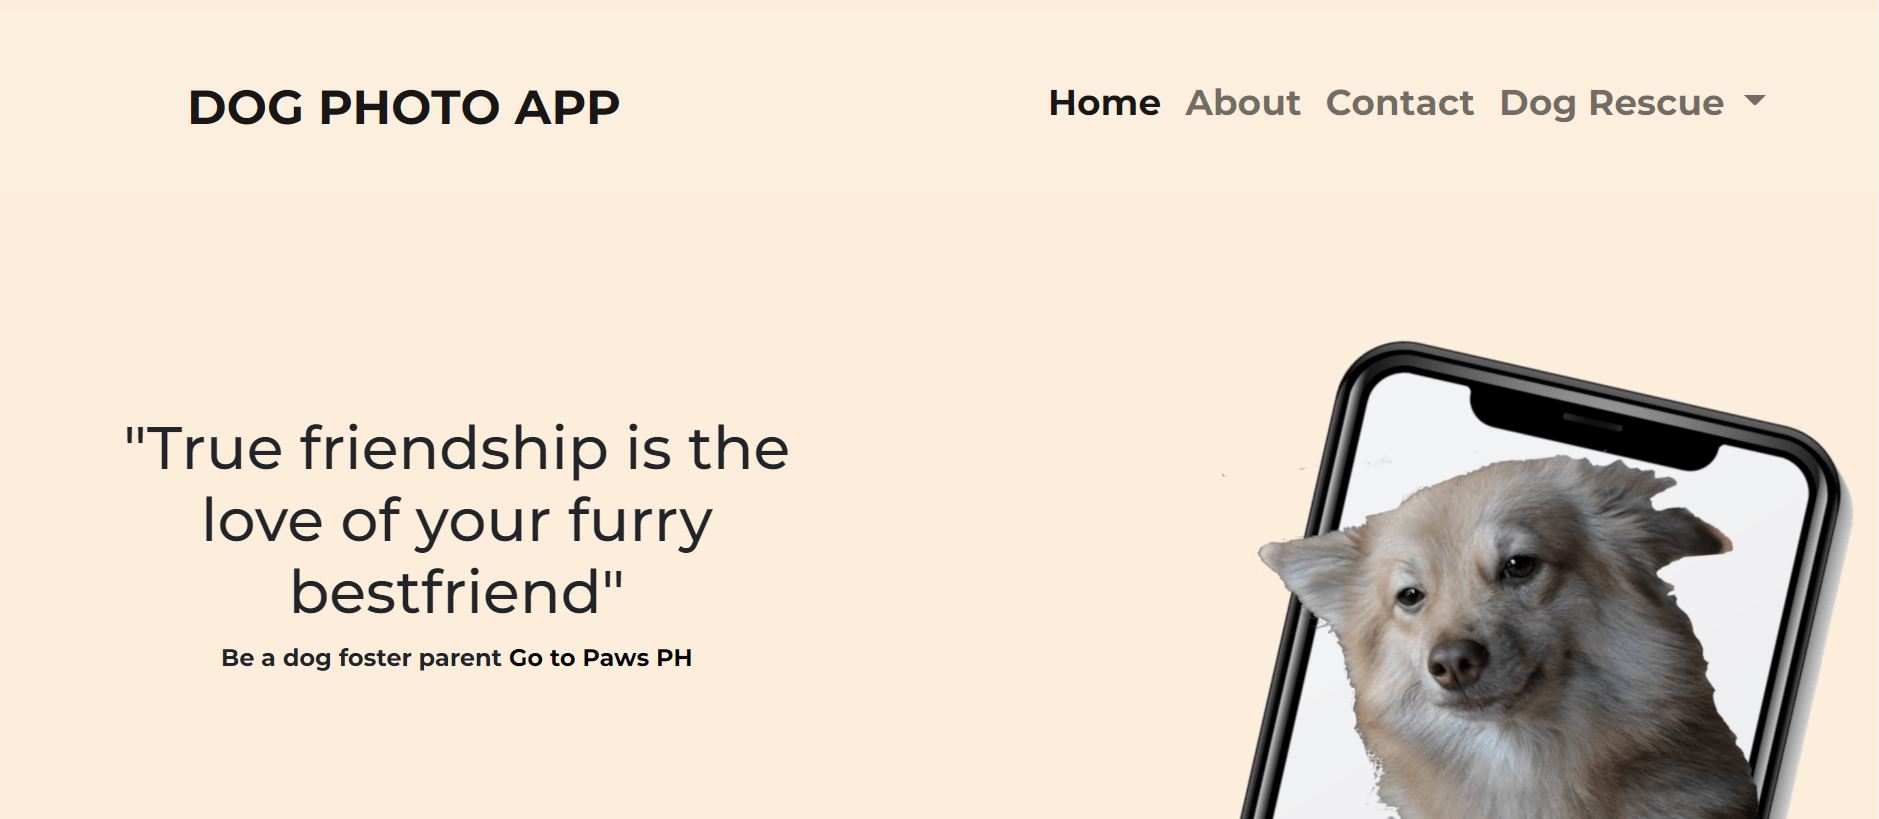 DOG PHOTO APP
Home About Contact Dog Rescue
"True friendship is the
love of your furry
bestfriend"
Be a dog foster parent Go to Paws PH